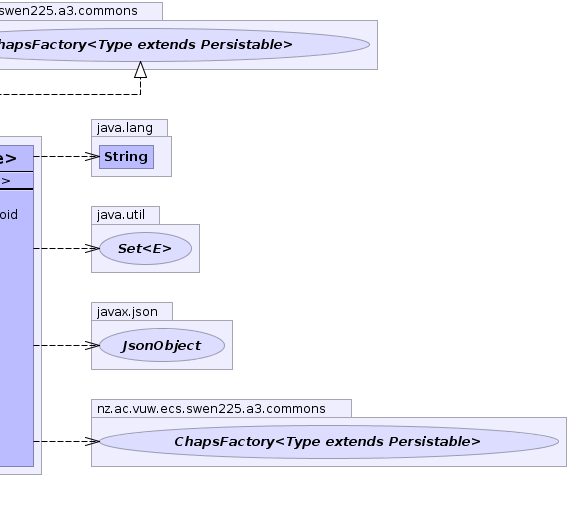 swen225.a3.commons
hapsFactory<Type extends Persistable>
java.lang
e>
String
>
java.util
oid
Set<E>
javax.json
JsonObject
nz.ac.vuw.ecs.swen225.a3.commons
ChapsFactory<Type extends Persistable>